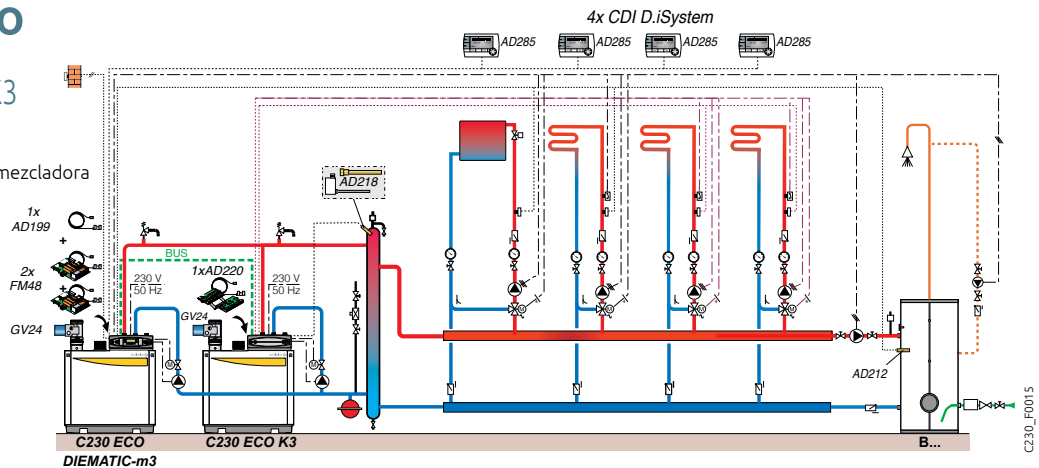 4x CDI D.iSystem
AD285
AD285
AD285
AD285
K3
mezcladora
AD218
1x
AD199
+
2x
FM48
+
GV24
BUS
230 V
50 Hz
1xAD220
GV24
230 V
50 Hz
M
M
M
M
M
M
AD212
C230 ECO
C230 ECO K3
B...
DIEMATIC-m3
C230_F0015